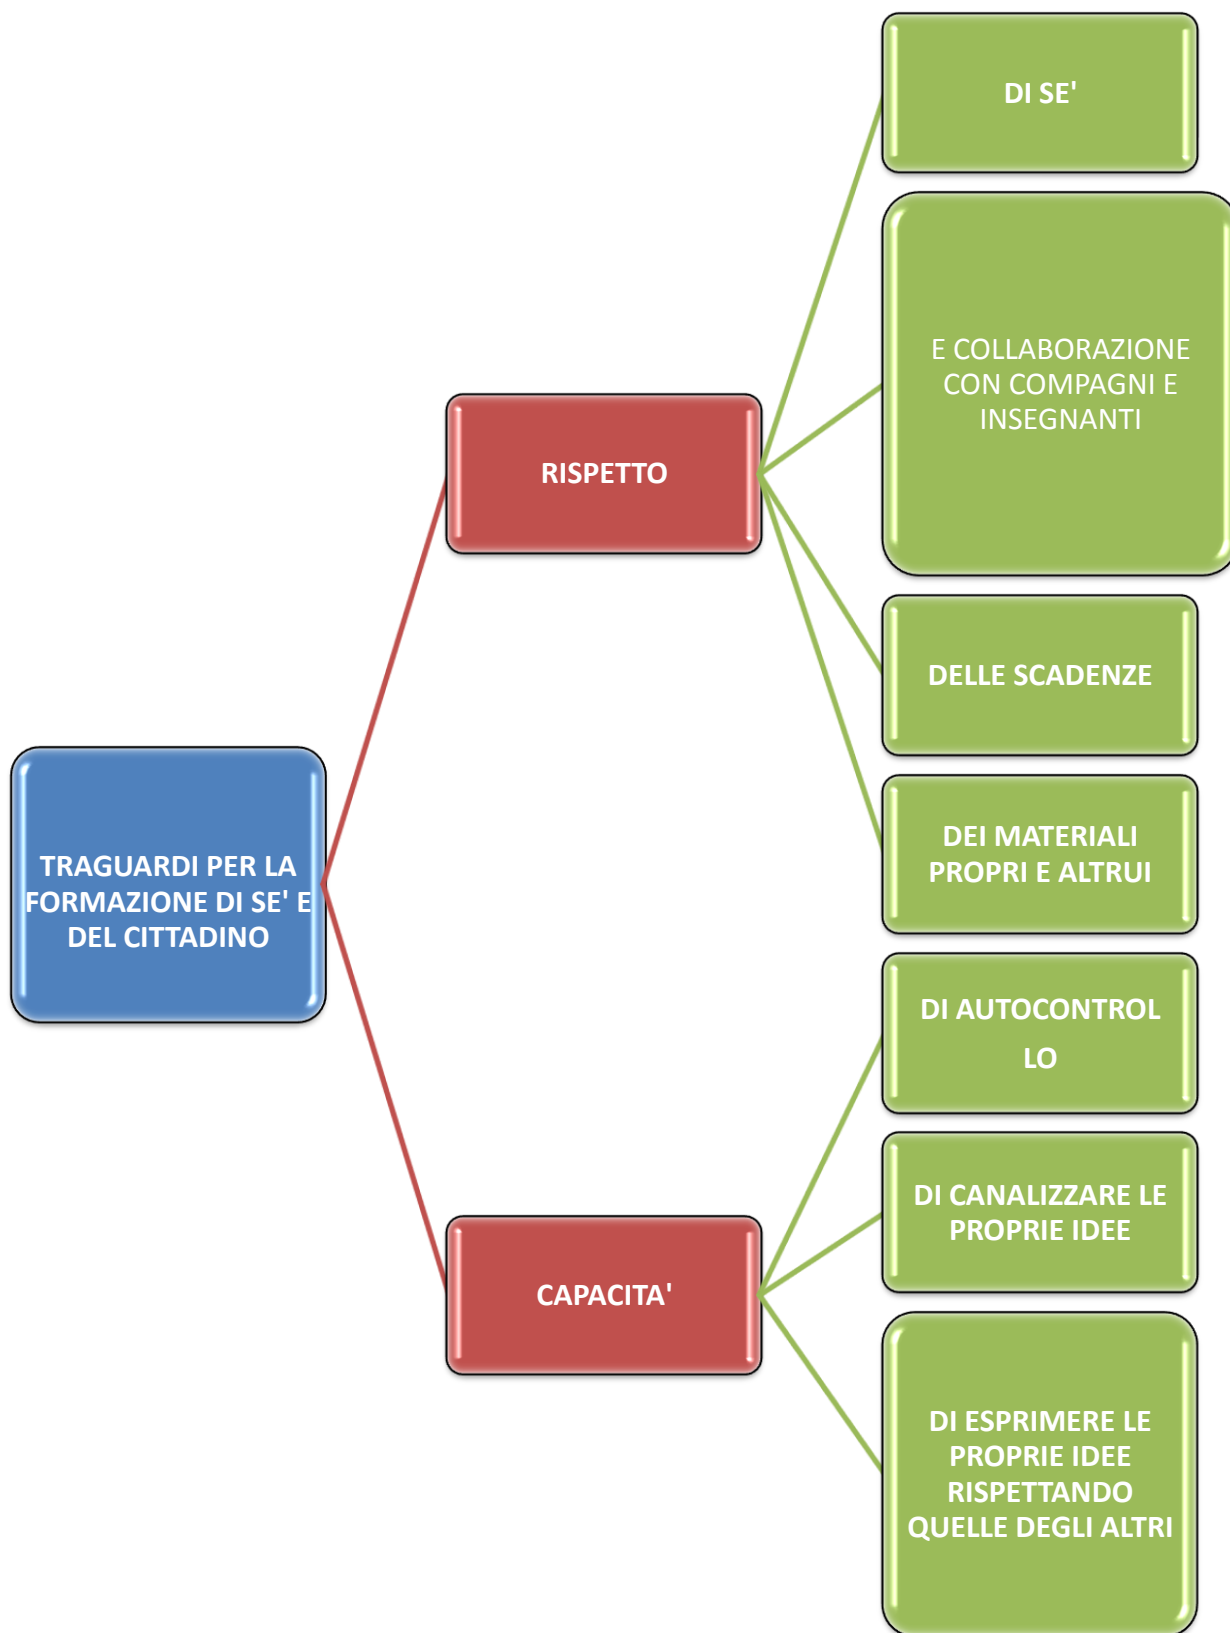 DI SE'
E COLLABORAZIONE
CON COMPAGNI E
INSEGNANTI
RISPETTO
DELLE SCADENZE
DEI MATERIALI
PROPRI E ALTRUI
TRAGUARDI PER LA
FORMAZIONE DI SE' E
DEL CITTADINO
DI AUTOCONTROL
LO
DI CANALIZZARE LE
PROPRIE IDEE
CAPACITA'
DI ESPRIMERE LE
PROPRIE IDEE
RISPETTANDO
QUELLE DEGLI ALTRI